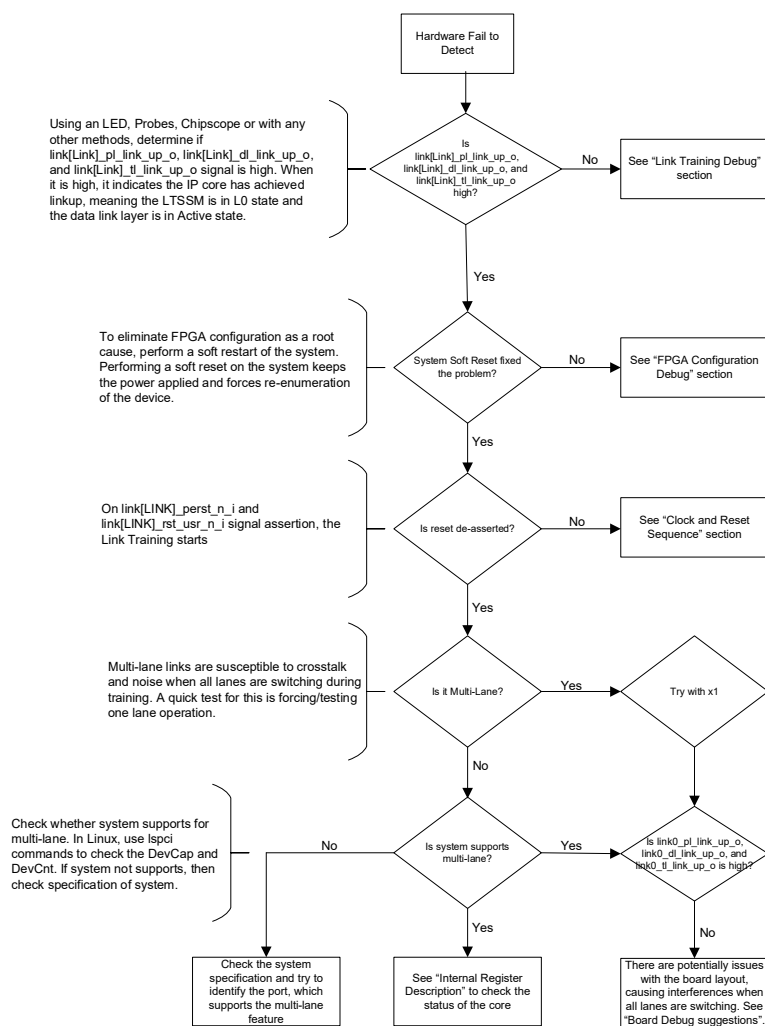 Hardware Fail to
Detect
Using an LED, Probes, Chipscope or with any
other methods, determine if
link[Link]_pl_link_up_o, link[Link]_dl_link_up_o,
and link[Link]_tl_link_up_o signal is high. When
it is high, it indicates the IP core has achieved
linkup, meaning the LTSSM is in L0 state and
the data link layer is in Active state.
Is
link[Link]_pl_link_up_o,
link[Link]_dl_link_up_o, and
link[Link]_tl_link_up_o
high?
No
See “Link Training Debug”
section
Yes
To eliminate FPGA configuration as a root
cause, perform a soft restart of the system.
Performing a soft reset on the system keeps
the power applied and forces re-enumeration
of the device.
System Soft Reset fixed
the problem?
No
See “FPGA Configuration
Debug” section
Yes
On link[LINK]_perst_n_i and
link[LINK]_rst_usr_n_i signal assertion, the
Link Training starts
Is reset de-asserted?
No
See “Clock and Reset
Sequence” section
Yes
Multi-lane links are susceptible to crosstalk
and noise when all lanes are switching during
training. A quick test for this is forcing/testing
one lane operation.
Is it Multi-Lane?
Yes
Try with x1
No
Check whether system supports for
multi-lane. In Linux, use lspci
commands to check the DevCap and
DevCnt. If system not supports, then
check specification of system.
No
Is system supports
multi-lane?
Yes
Is link0_pl_link_up_o,
link0_dl_link_up_o, and
link0_tl_link_up_o is high?
Yes
No
Check the system
specification and try to
identify the port, which
supports the multi-lane
feature
See “Internal Register
Description” to check the
status of the core
There are potentially issues
with the board layout,
causing interferences when
all lanes are switching. See
“Board Debug suggestions”.